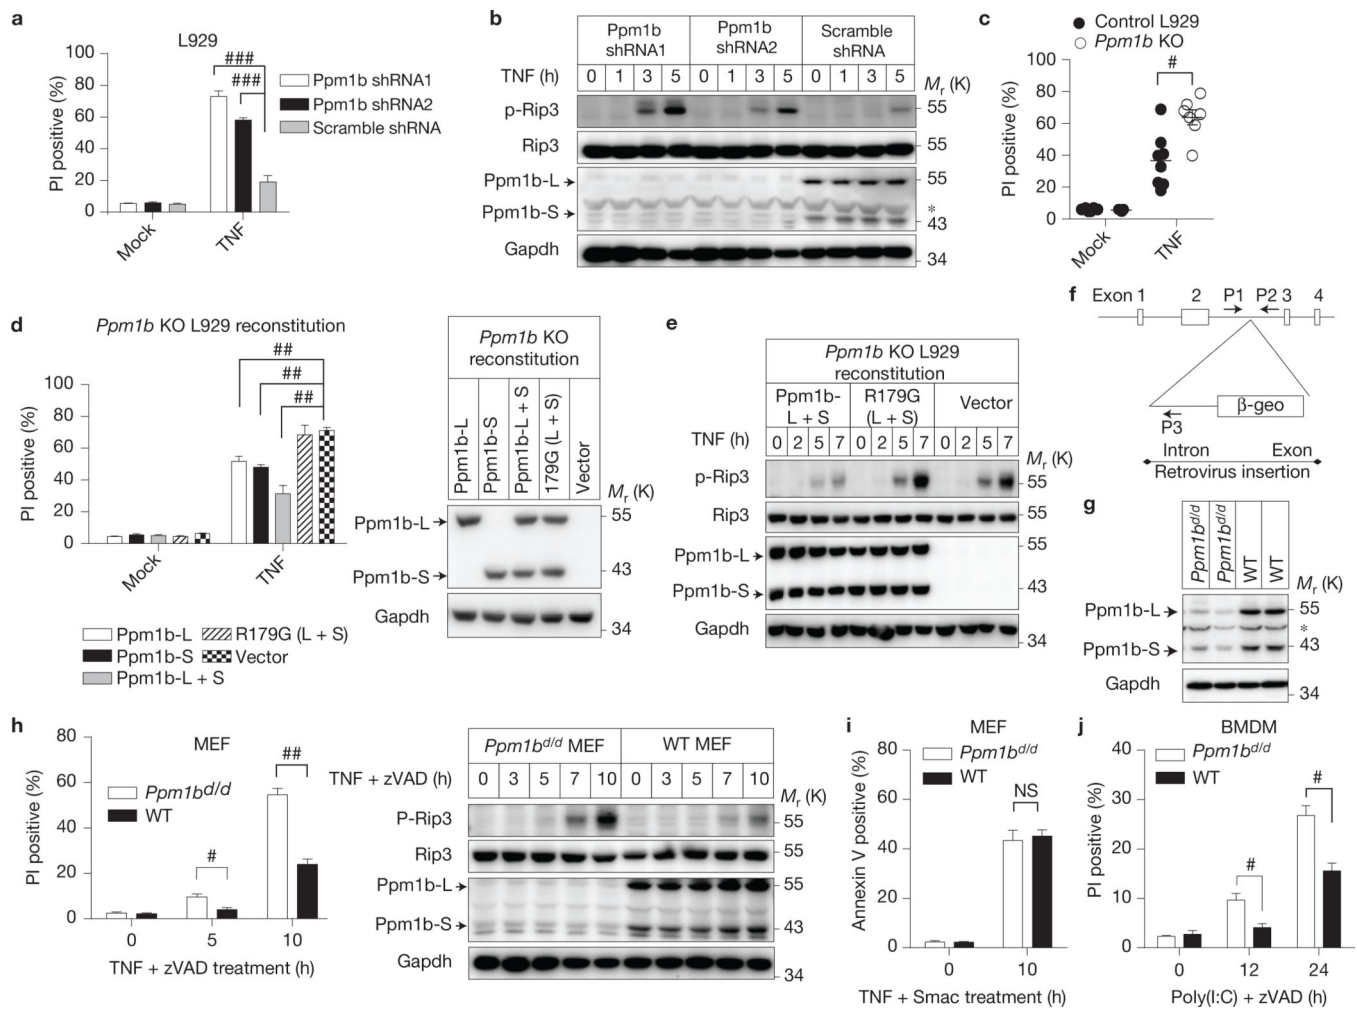 a
L929
PI positive (%)
100
80
60
40
20
0
###
###
Ppm1b shRNA1
Ppm1b shRNA2
Scramble shRNA
Mock
TNF
b
Ppm1b shRNA1
Ppm1b shRNA2
Scramble shRNA
TNF (h)
0 1 3 5 0 1 3 5 0 1 3 5
Mr (K)
p-Rip3
55
Rip3
55
Ppm1b-L
55
Ppm1b-S
*
43
Gapdh
34
c
Control L929
Ppm1b KO
#
PI positive (%)
100
80
60
40
20
0
Mock
TNF
d
Ppm1b KO L929 reconstitution
##
##
##
PI positive (%)
100
80
60
40
20
0
Mock
TNF
Ppm1b-L
Ppm1b-S
Ppm1b-L + S
R179G (L + S)
Vector
Ppm1b KO
reconstitution
Ppm1b-L
Ppm1b-S
Ppm1b-L + S
179G (L + S)
Vector
Mr (K)
Ppm1b-L
55
Ppm1b-S
43
Gapdh
34
e
Ppm1b KO L929
reconstitution
Ppm1b-
L + S
R179G
(L + S)
Vector
TNF (h)
0 2 5 7 0 2 5 7 0 2 5 7
Mr (K)
p-Rip3
55
Rip3
55
Ppm1b-L
55
Ppm1b-S
43
Gapdh
34
f
Exon 1 2 P1 P2 3 4
β-geo
P3
Intron Exon
Retrovirus insertion
g
Ppm1bd/d
Ppm1bd/d
WT
WT
Mr (K)
Ppm1b-L
55
*
Ppm1b-S
43
Gapdh
34
h
MEF
PI positive (%)
80
60
40
20
0
Ppm1bd/d
WT
#
##
0 5 10
TNF + zVAD treatment (h)
Ppm1bd/d MEF
WT MEF
TNF + zVAD (h)
0 3 5 7 10 0 3 5 7 10
Mr (K)
P-Rip3
55
Rip3
55
Ppm1b-L
55
Ppm1b-S
43
Gapdh
34
i
MEF
Annexin V positive (%)
80
60
40
20
0
Ppm1bd/d
WT
NS
0 10
TNF + Smac treatment (h)
j
BMDM
PI positive (%)
40
30
20
10
0
Ppm1bd/d
WT
#
#
0 12 24
Poly(I:C) + zVAD (h)